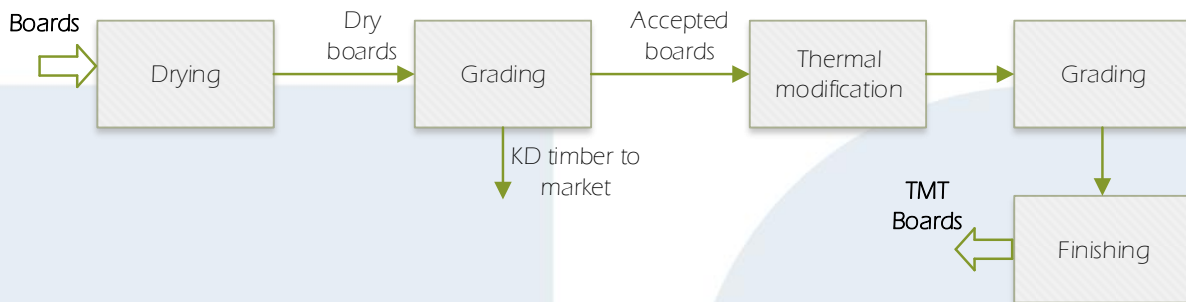 Boards
Drying
Dry
boards
Grading
KD timber to
market
Accepted
boards
Thermal
modification
Grading
Finishing
TMT
Boards